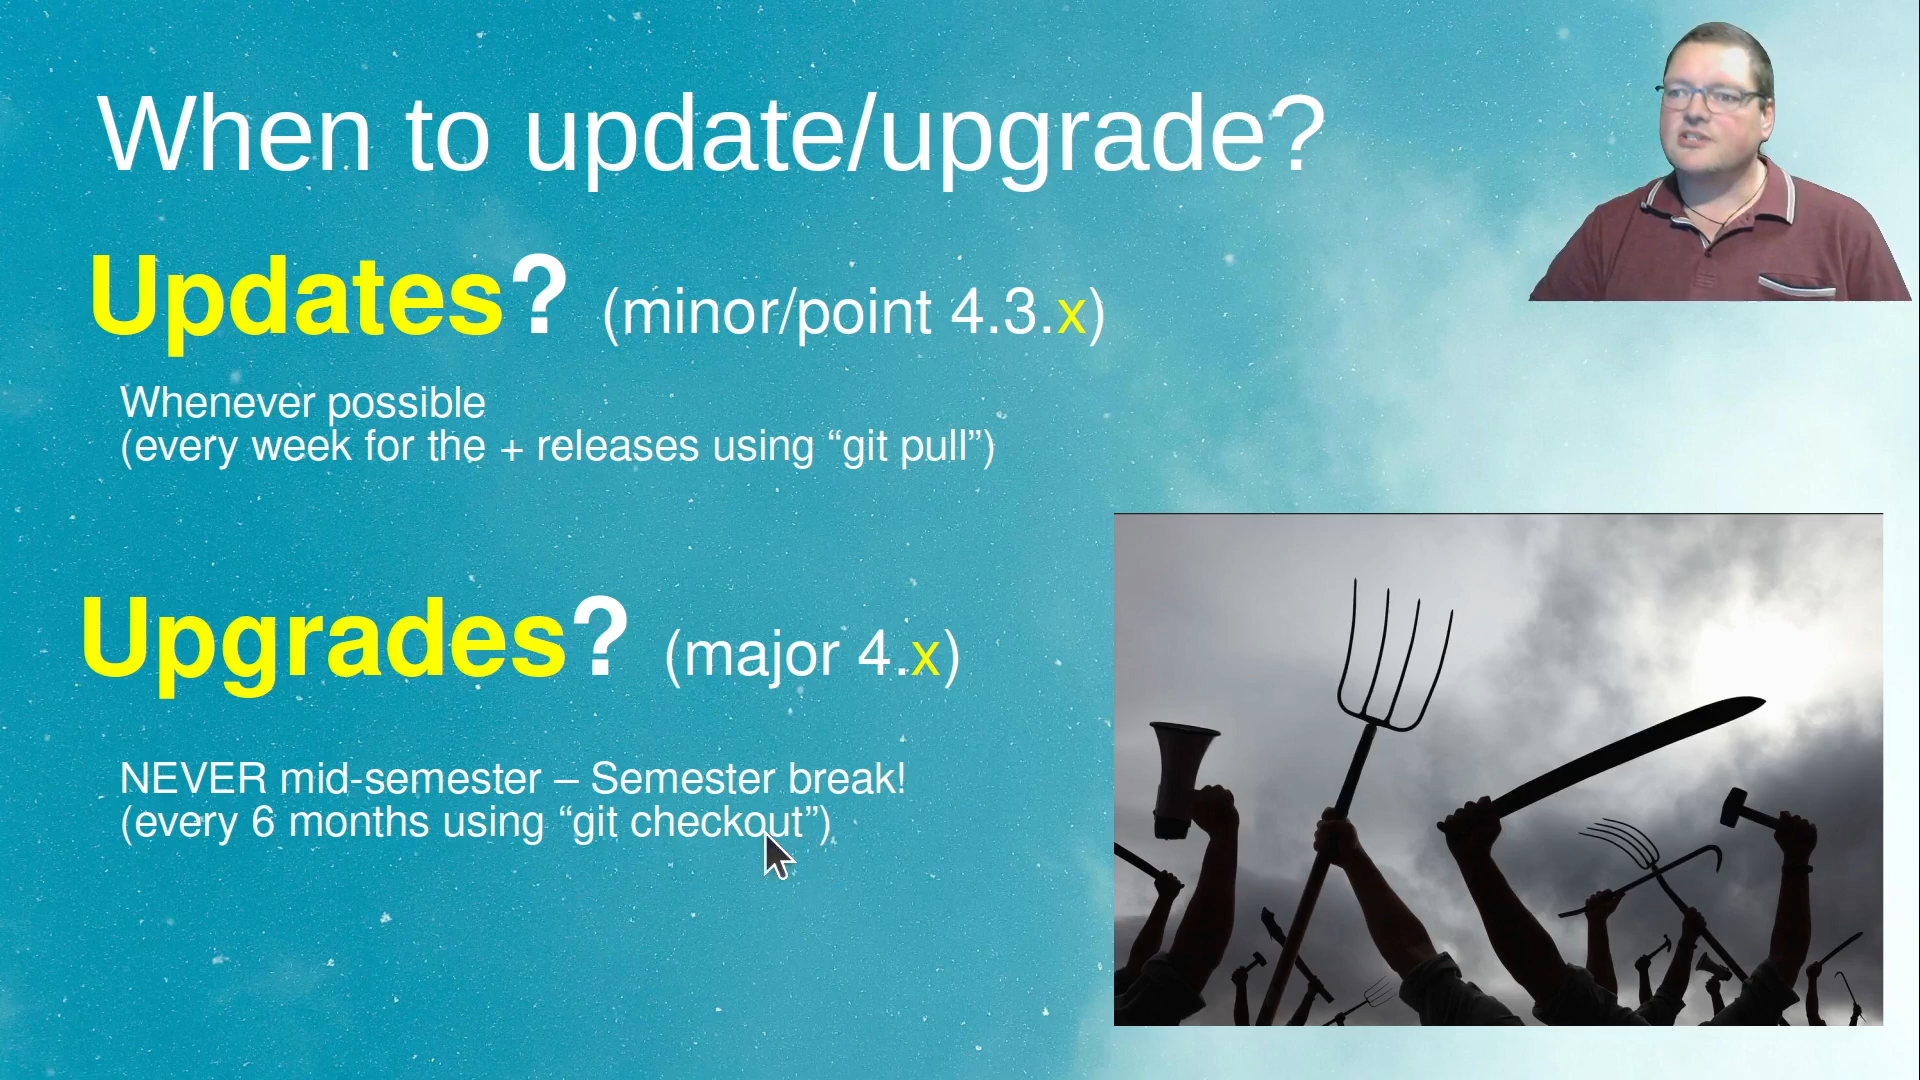 When to update/upgrade?
Updates? (minor/point 4.3.x)
Whenever possible
(every week for the + releases using “git pull”)
Upgrades? (major 4.x)
NEVER mid-semester – Semester break!
(every 6 months using “git checkout”)